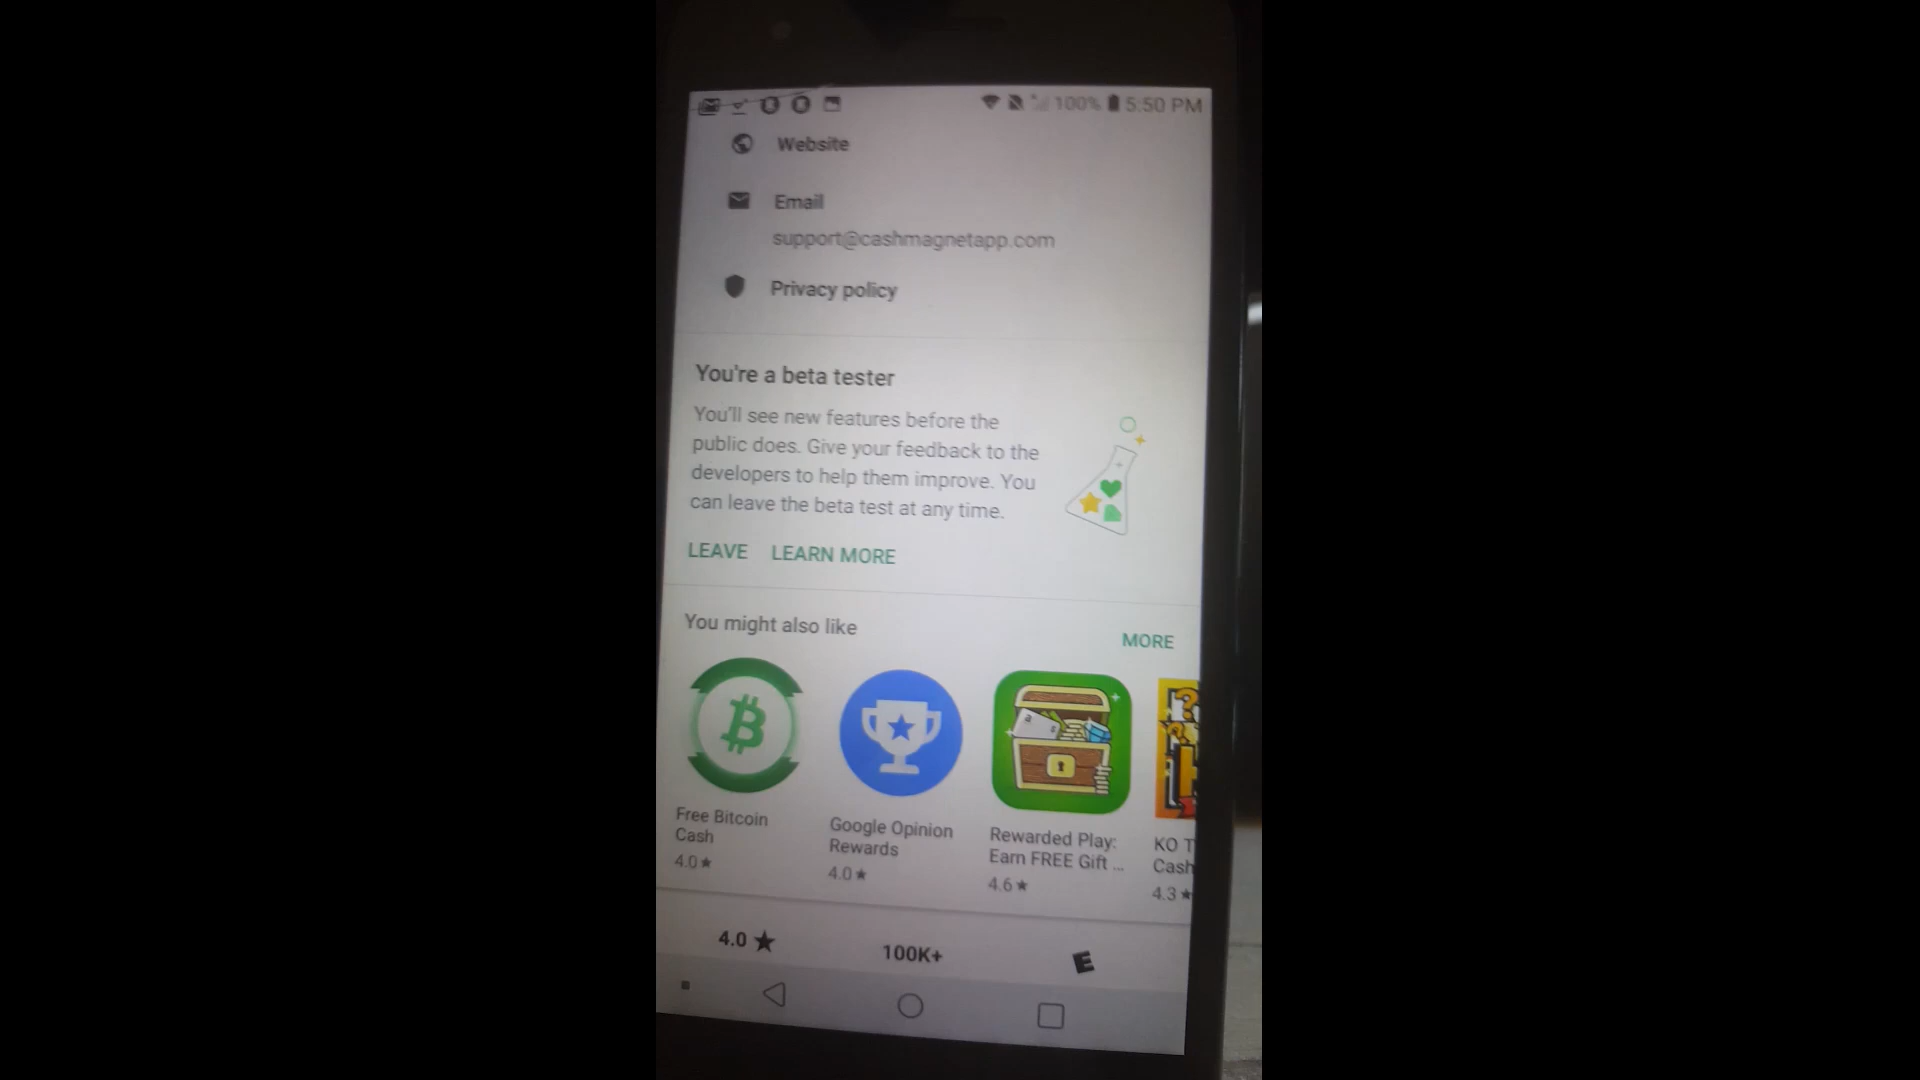 100% 5:50 PM
Website
Email
support@cashmagnetapp.com
Privacy policy
You're a beta tester
You'll see new features before the
public does. Give your feedback to the
developers to help them improve. You
can leave the beta test at any time.
LEAVE LEARN MORE
You might also like
MORE
Free Bitcoin
Cash
4.0★
Google Opinion
Rewards
4.0★
Rewarded Play:
Earn FREE Gift ...
4.6★
KO T
Cash
4.3★
4.0 ★
100K+
E